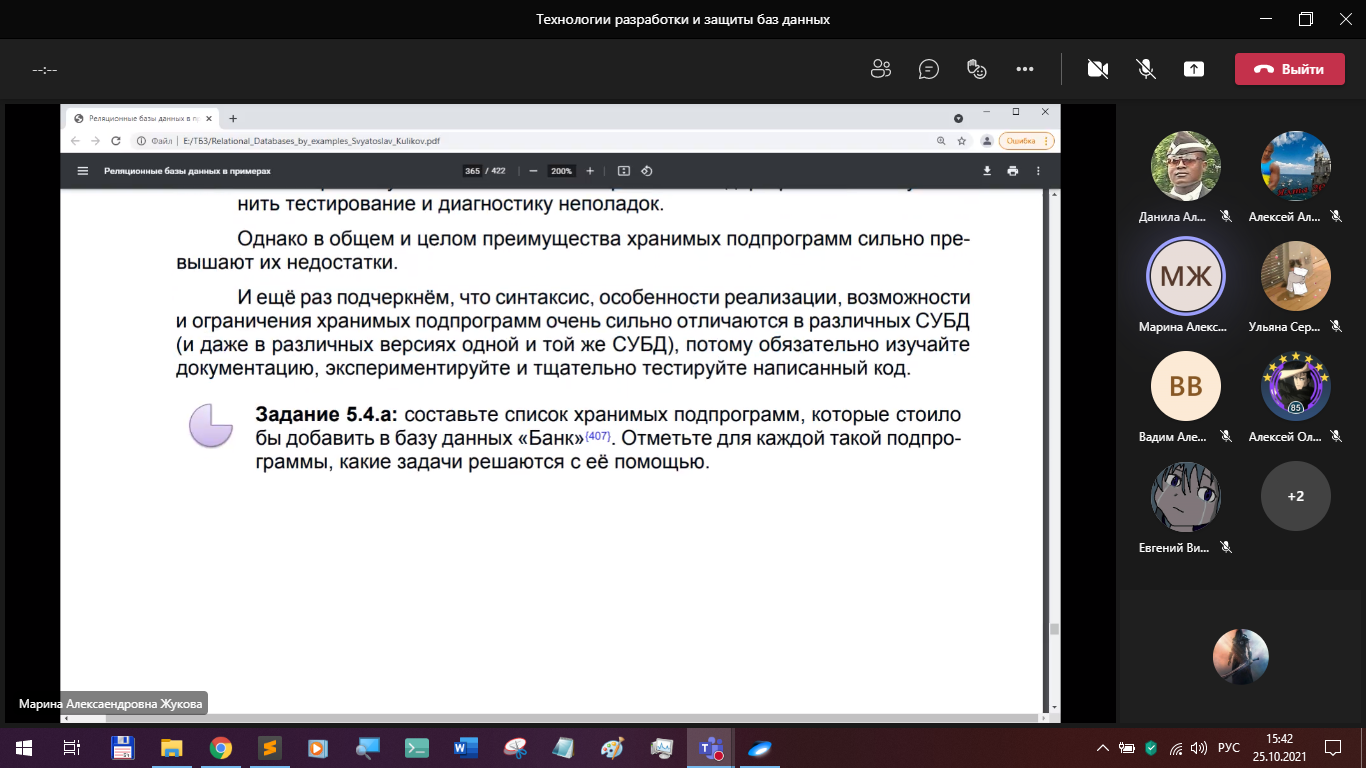 Технологии разработки и защиты баз данных
--:--
Выйти
Реляционные базы данных в пр
Файл | E:/ТБЗ/Relational_Databases_by_examples_Svyatoslav_Kulikov.pdf
Ошибка
Реляционные базы данных в примерах
365 / 422
200%
нить тестирование и диагностику неполадок.
Однако в общем и целом преимущества хранимых подпрограмм сильно пре-
вышают их недостатки.
И ещё раз подчеркнём, что синтаксис, особенности реализации, возможности
и ограничения хранимых подпрограмм очень сильно отличаются в различных СУБД
(и даже в различных версиях одной и той же СУБД), потому обязательно изучайте
документацию, экспериментируйте и тщательно тестируйте написанный код.
Задание 5.4.a: составьте список хранимых подпрограмм, которые стоило
бы добавить в базу данных «Банк»{407}. Отметьте для каждой такой подпро-
граммы, какие задачи решаются с её помощью.
Марина Алексаендровна Жукова
Данила Ал...
Алексей Ал...
МЖ
Марина Алекс...
Ульяна Сер...
ВВ
Вадим Але...
85
Алексей Ол...
Евгений Ви...
+2
РУС
15:42
25.10.2021